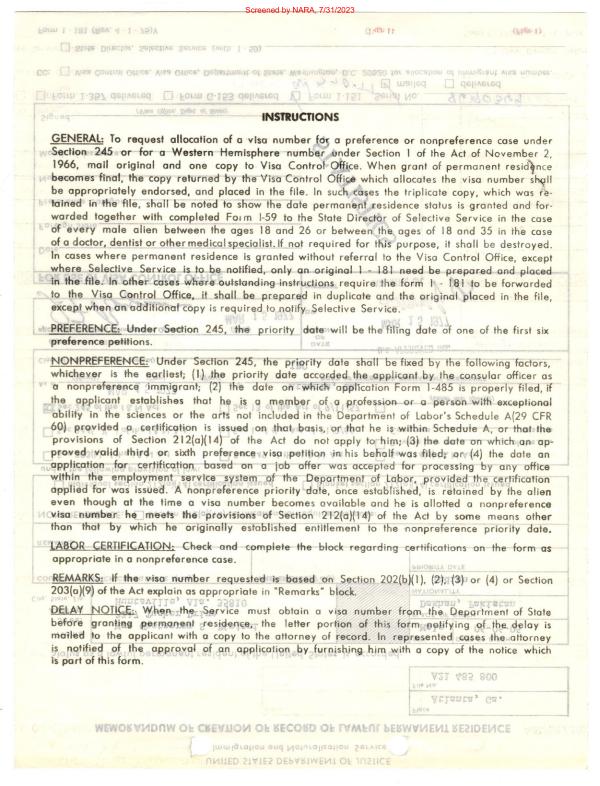 Screened by NARA, 7/31/2023
INSTRUCTIONS
GENERAL: To request allocation of a visa number for a preference or nonpreference case under
Section 245 or for a Western Hemisphere number under Section 1 of the Act of November 2,
1966, mail original and one copy to Visa Control Office. When grant of permanent residence
becomes final, the copy returned by the Visa Control Office which allocates the visa number shall
be appropriately endorsed, and placed in the file. In such cases the triplicate copy, which was re-
tained in the file, shall be noted to show the date permanent residence status is granted and for-
warded together with completed Form I-59 to the State Director of Selective Service in the case
of every male alien between the ages 18 and 26 or between the ages of 18 and 35 in the case
of a doctor, dentist or other medical specialist. If not required for this purpose, it shall be destroyed.
In cases where permanent residence is granted without referral to the Visa Control Office, except
where Selective Service is to be notified, only an original I - 181 need be prepared and placed
in the file. In other cases where outstanding instructions require the form I - 181 to be forwarded
to the Visa Control Office, it shall be prepared in duplicate and the original placed in the file,
except when an additional copy is required to notify Selective Service.
PREFERENCE: Under Section 245, the priority date will be the filing date of one of the first six
preference petitions.
NONPREFERENCE: Under Section 245, the priority date shall be fixed by the following factors,
whichever is the earliest; (1) the priority date accorded the applicant by the consular officer as
a nonpreference immigrant; (2) the date on which application Form I-485 is properly filed, if
the applicant establishes that he is a member of a profession or a person with exceptional
ability in the sciences or the arts not included in the Department of Labor's Schedule A(29 CFR
60) provided a certification is issued on that basis, or that he is within Schedule A, or that the
provisions of Section 212(a)(14) of the Act do not apply to him; (3) the date on which an ap-
proved valid third or sixth preference visa petition in his behalf was filed; or (4) the date an
application for certification based on a job offer was accepted for processing by any office
within the employment service system of the Department of Labor, provided the certification
applied for was issued. A nonpreference priority date, once established, is retained by the alien
even though at the time a visa number becomes available and he is allotted a nonpreference
visa number he meets the provisions of Section 212(a)(14) of the Act by some means other
than that by which he originally established entitlement to the nonpreference priority date.
LABOR CERTIFICATION: Check and complete the block regarding certifications on the form as
appropriate in a nonpreference case.
REMARKS: If the visa number requested is based on Section 202(b)(1), (2), (3) or (4) or Section
203(a)(9) of the Act explain as appropriate in "Remarks" block.
DELAY NOTICE: When the Service must obtain a visa number from the Department of State
before granting permanent residence, the letter portion of this form notifying of the delay is
mailed to the applicant with a copy to the attorney of record. In represented cases the attorney
is notified of the approval of an application by furnishing him with a copy of the notice which
is part of this form.